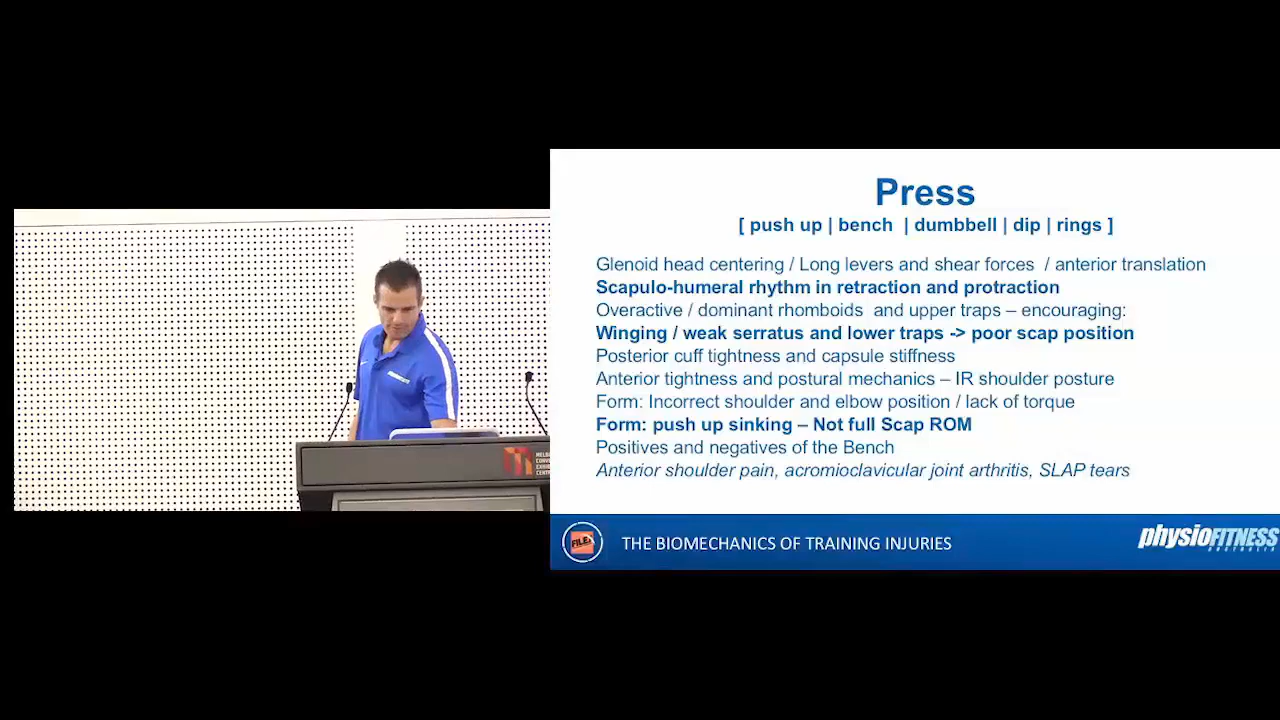 Press
[ push up | bench | dumbbell | dip | rings ]
Glenoid head centering / Long levers and shear forces / anterior translation
Scapulo-humeral rhythm in retraction and protraction
Overactive / dominant rhomboids and upper traps – encouraging:
Winging / weak serratus and lower traps -> poor scap position
Posterior cuff tightness and capsule stiffness
Anterior tightness and postural mechanics – IR shoulder posture
Form: Incorrect shoulder and elbow position / lack of torque
Form: push up sinking – Not full Scap ROM
Positives and negatives of the Bench
Anterior shoulder pain, acromioclavicular joint arthritis, SLAP tears
FILEX
THE BIOMECHANICS OF TRAINING INJURIES
physioFITNESS
AUSTRALIA